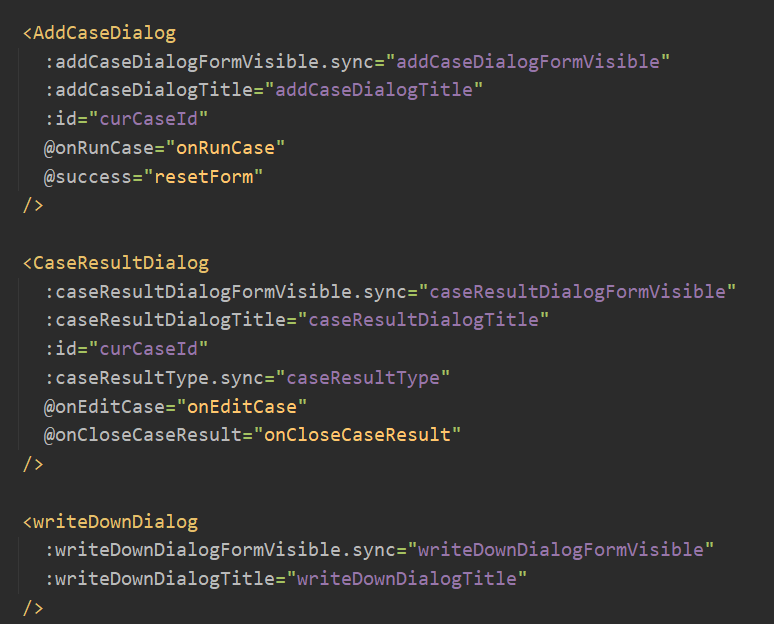 <AddCaseDialog
:addCaseDialogFormVisible.sync="addCaseDialogFormVisible"
:addCaseDialogTitle="addCaseDialogTitle"
:id="curCaseId"
@onRunCase="onRunCase"
@success="resetForm"
/>
<CaseResultDialog
:caseResultDialogFormVisible.sync="caseResultDialogFormVisible"
:caseResultDialogTitle="caseResultDialogTitle"
:id="curCaseId"
:caseResultType.sync="caseResultType"
@onEditCase="onEditCase"
@onCloseCaseResult="onCloseCaseResult"
/>
<writeDownDialog
:writeDownDialogFormVisible.sync="writeDownDialogFormVisible"
:writeDownDialogTitle="writeDownDialogTitle"
/>